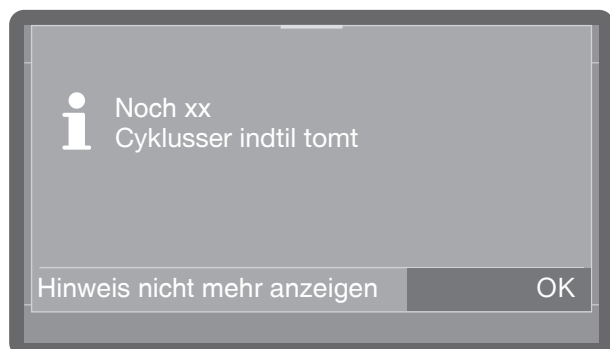 Noch xx
Cyklusser indtil tomt
Hinweis nicht mehr anzeigen OK